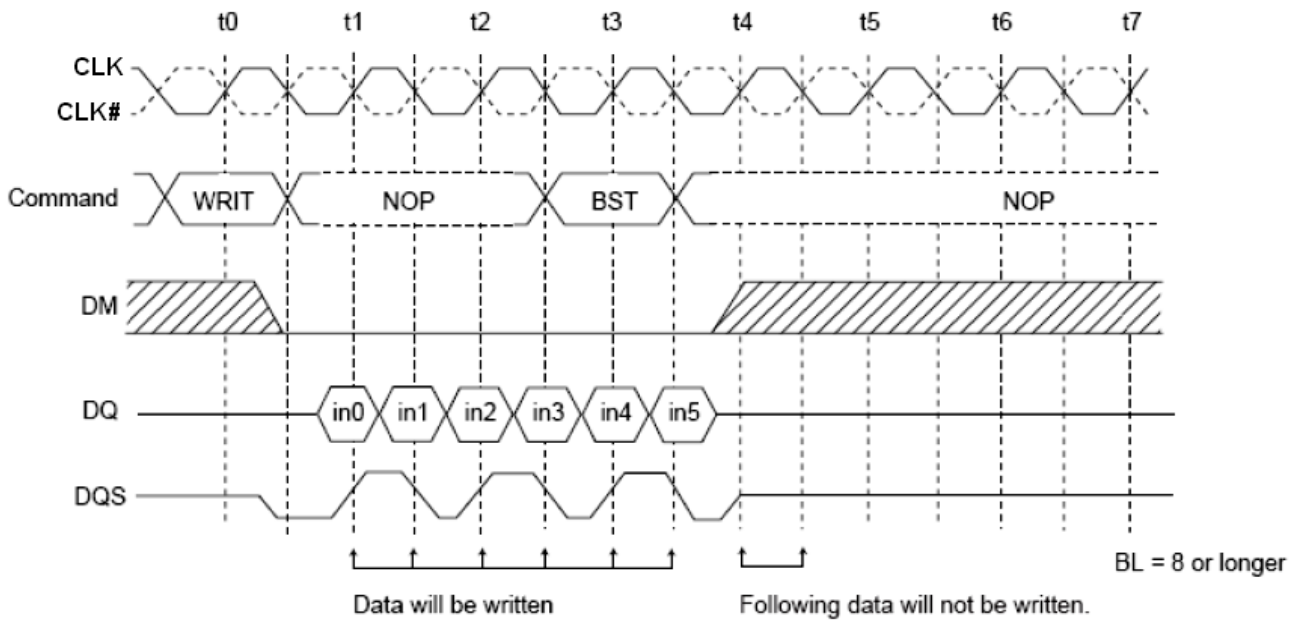 t0 t1 t2 t3 t4 t5 t6 t7
CLK
CLK#
Command WRIT NOP BST NOP
DM
DQ in0 in1 in2 in3 in4 in5
DQS
BL = 8 or longer
Data will be written Following data will not be written.